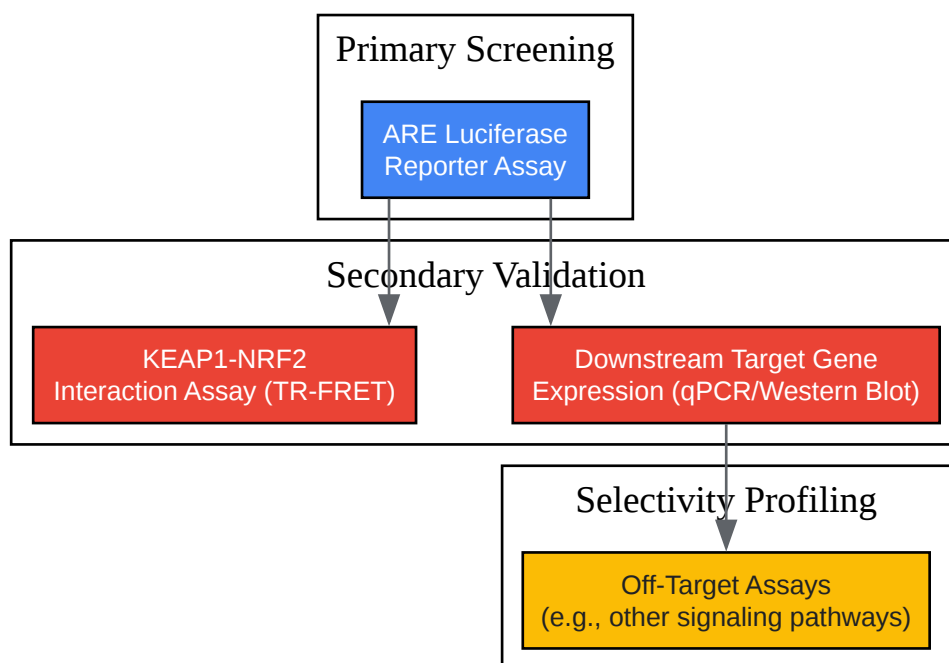 Primary Screening
ARE Luciferase
Reporter Assay
Secondary Validation
KEAP1-NRF2
Interaction Assay (TR-FRET)
Downstream Target Gene
Expression (qPCR/Western Blot)
Selectivity Profiling
Off-Target Assays
(e.g., other signaling pathways)